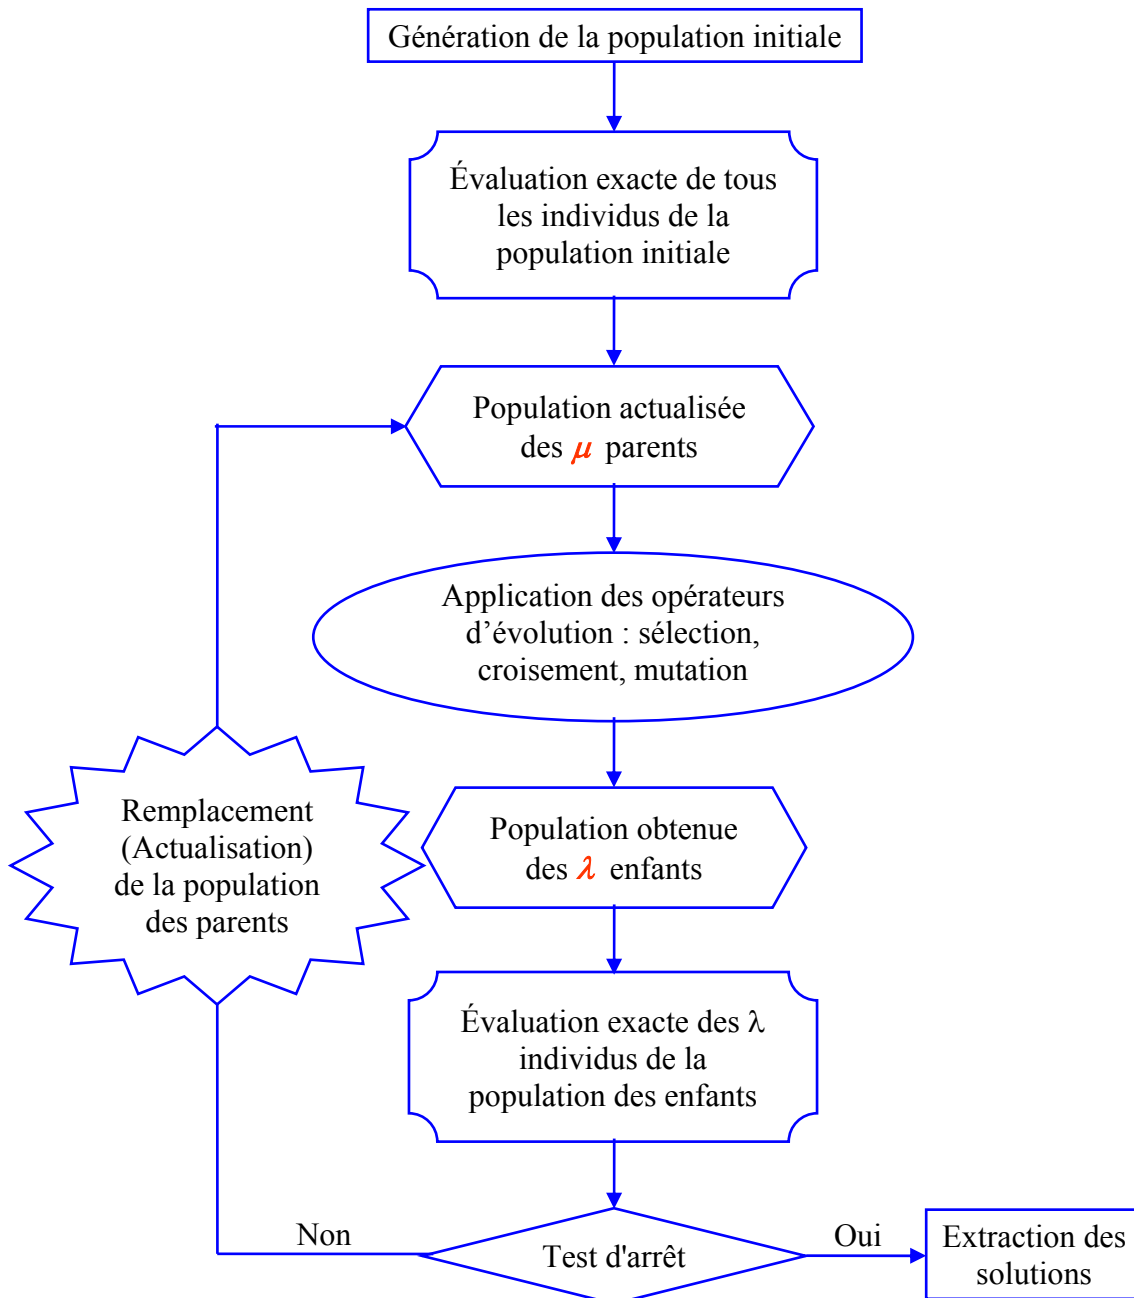 Génération de la population initiale
Évaluation exacte de tous
les individus de la
population initiale
Population actualisée
des μ parents
Application des opérateurs
d’évolution : sélection,
croisement, mutation
Remplacement
(Actualisation)
de la population
des parents
Population obtenue
des λ enfants
Évaluation exacte des λ
individus de la
population des enfants
Non
Test d'arrêt
Oui
Extraction des
solutions